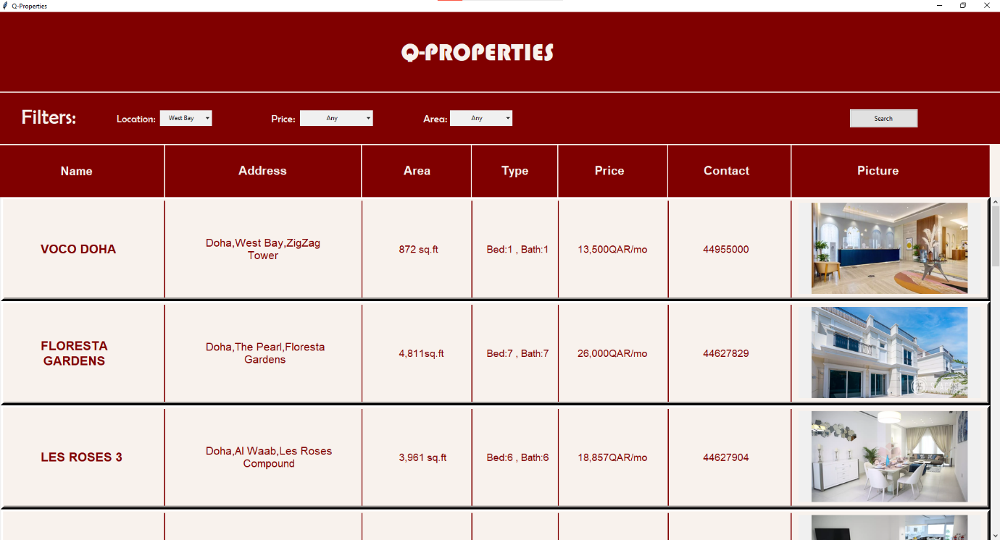 Q-Properties
Q-PROPERTIES
Filters:
Location: West Bay
Price: Any
Area: Any
Search
Name
Address
Area
Type
Price
Contact
Picture
VOCO DOHA
Doha,West Bay,ZigZag
Tower
872 sq.ft
Bed:1 , Bath:1
13,500QAR/mo
44955000
FLORESTA
GARDENS
Doha,The Pearl,Floresta
Gardens
4,811sq.ft
Bed:7 , Bath:7
26,000QAR/mo
44627829
LES ROSES 3
Doha,Al Waab,Les Roses
Compound
3,961 sq.ft
Bed:6 , Bath:6
18,857QAR/mo
44627904